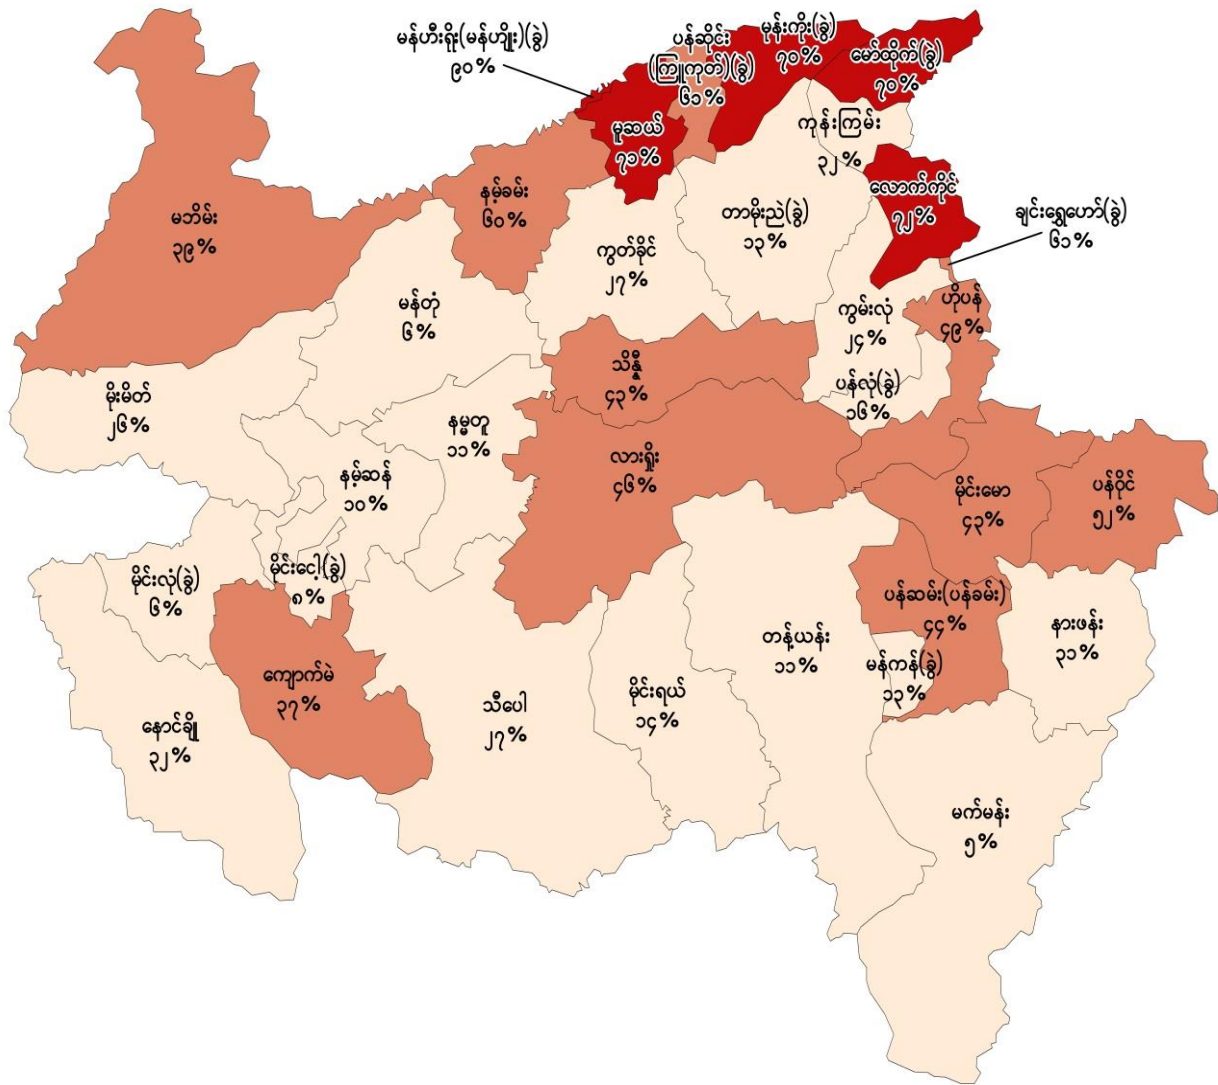 မန်ဟီးရိုး(မန်ဟျိုး)(ခွဲ)
၉၀%
ပန်ဆိုင်း
(ကြူကုတ်)(ခွဲ)
၆၁%
မုန်းကိုး(ခွဲ)
၇၀%
မော်ထိုက်(ခွဲ)
၇၀%
မူဆယ်
၇၁%
ကုန်းကြမ်း
၃၂%
လောက်ကိုင်
၇၂%
ချင်းရွှေဟော်(ခွဲ)
၆၁%
မဘိမ်း
၃၉%
နမ့်ခမ်း
၆၀%
တာမိုးညဲ(ခွဲ)
၁၃%
ကွတ်ခိုင်
၂၇%
မန်တုံ
၆%
ကွမ်းလုံ
၂၄%
ဟိုပန်
၄၉%
သိန္နီ
၄၃%
ပန်လုံ(ခွဲ)
၁၆%
မိုးမိတ်
၂၆%
နမ္မတူ
၁၁%
လားရှိုး
၄၆%
နမ့်ဆန်
၁၀%
မိုင်းမော
၄၃%
ပန်ဝိုင်
၅၂%
မိုင်းလုံ(ခွဲ)
၆%
မိုင်းငေါ့(ခွဲ)
၈%
ပန်ဆမ်း(ပန်ခမ်း)
၄၄%
နားဖန်း
၃၁%
တန့်ယန်း
၁၁%
မန်ကန်(ခွဲ)
၁၃%
ကျောက်မဲ
၃၇%
မိုင်းရယ်
၁၄%
သီပေါ
၂၇%
နောင်ချို
၃၂%
မက်မန်း
၅%